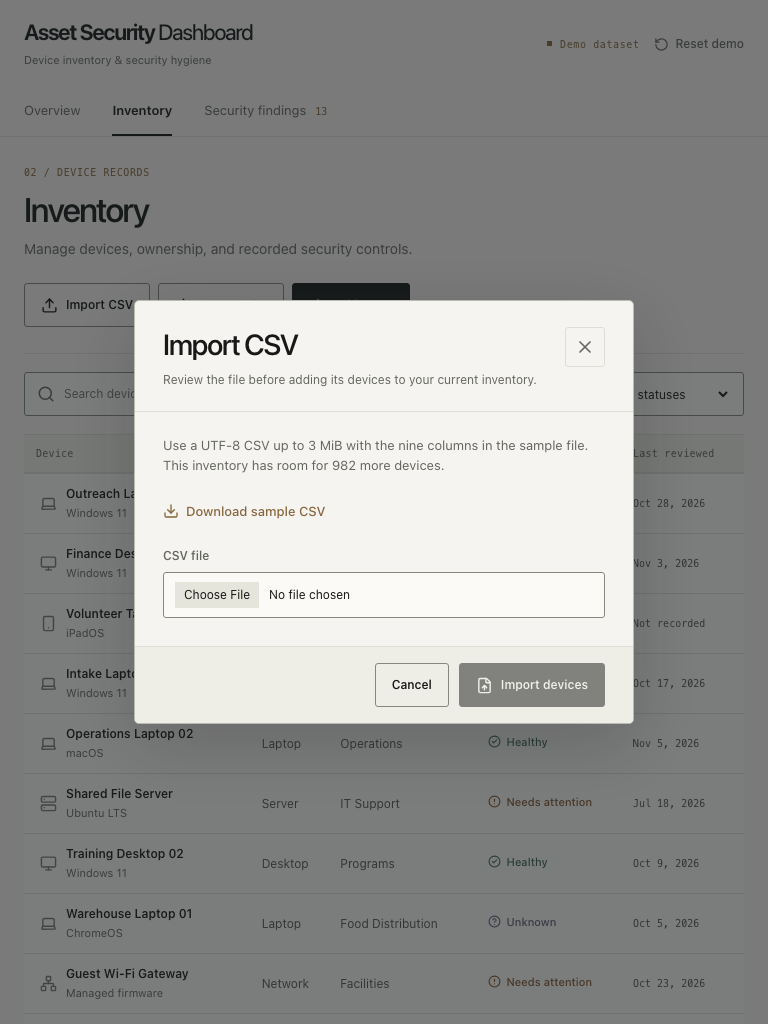 Asset Security Dashboard
Device inventory & security hygiene
Demo dataset
Reset demo
Overview
Inventory
Security findings 13
02 / DEVICE RECORDS
Inventory
Manage devices, ownership, and recorded security controls.
Import CSV
Search devic
statuses
Device
Last reviewed
Import CSV
Review the file before adding its devices to your current inventory.
Use a UTF-8 CSV up to 3 MiB with the nine columns in the sample file.
This inventory has room for 982 more devices.
Download sample CSV
CSV file
Choose File No file chosen
Cancel
Import devices
Outreach La
Windows 11
Oct 28, 2026
Finance Des
Windows 11
Nov 3, 2026
Volunteer Ta
iPadOS
Not recorded
Intake Lapto
Windows 11
Oct 17, 2026
Operations Laptop 02
macOS
Laptop
Operations
Healthy
Nov 5, 2026
Shared File Server
Ubuntu LTS
Server
IT Support
Needs attention
Jul 18, 2026
Training Desktop 02
Windows 11
Desktop
Programs
Healthy
Oct 9, 2026
Warehouse Laptop 01
ChromeOS
Laptop
Food Distribution
Unknown
Oct 5, 2026
Guest Wi-Fi Gateway
Managed firmware
Network
Facilities
Needs attention
Oct 23, 2026